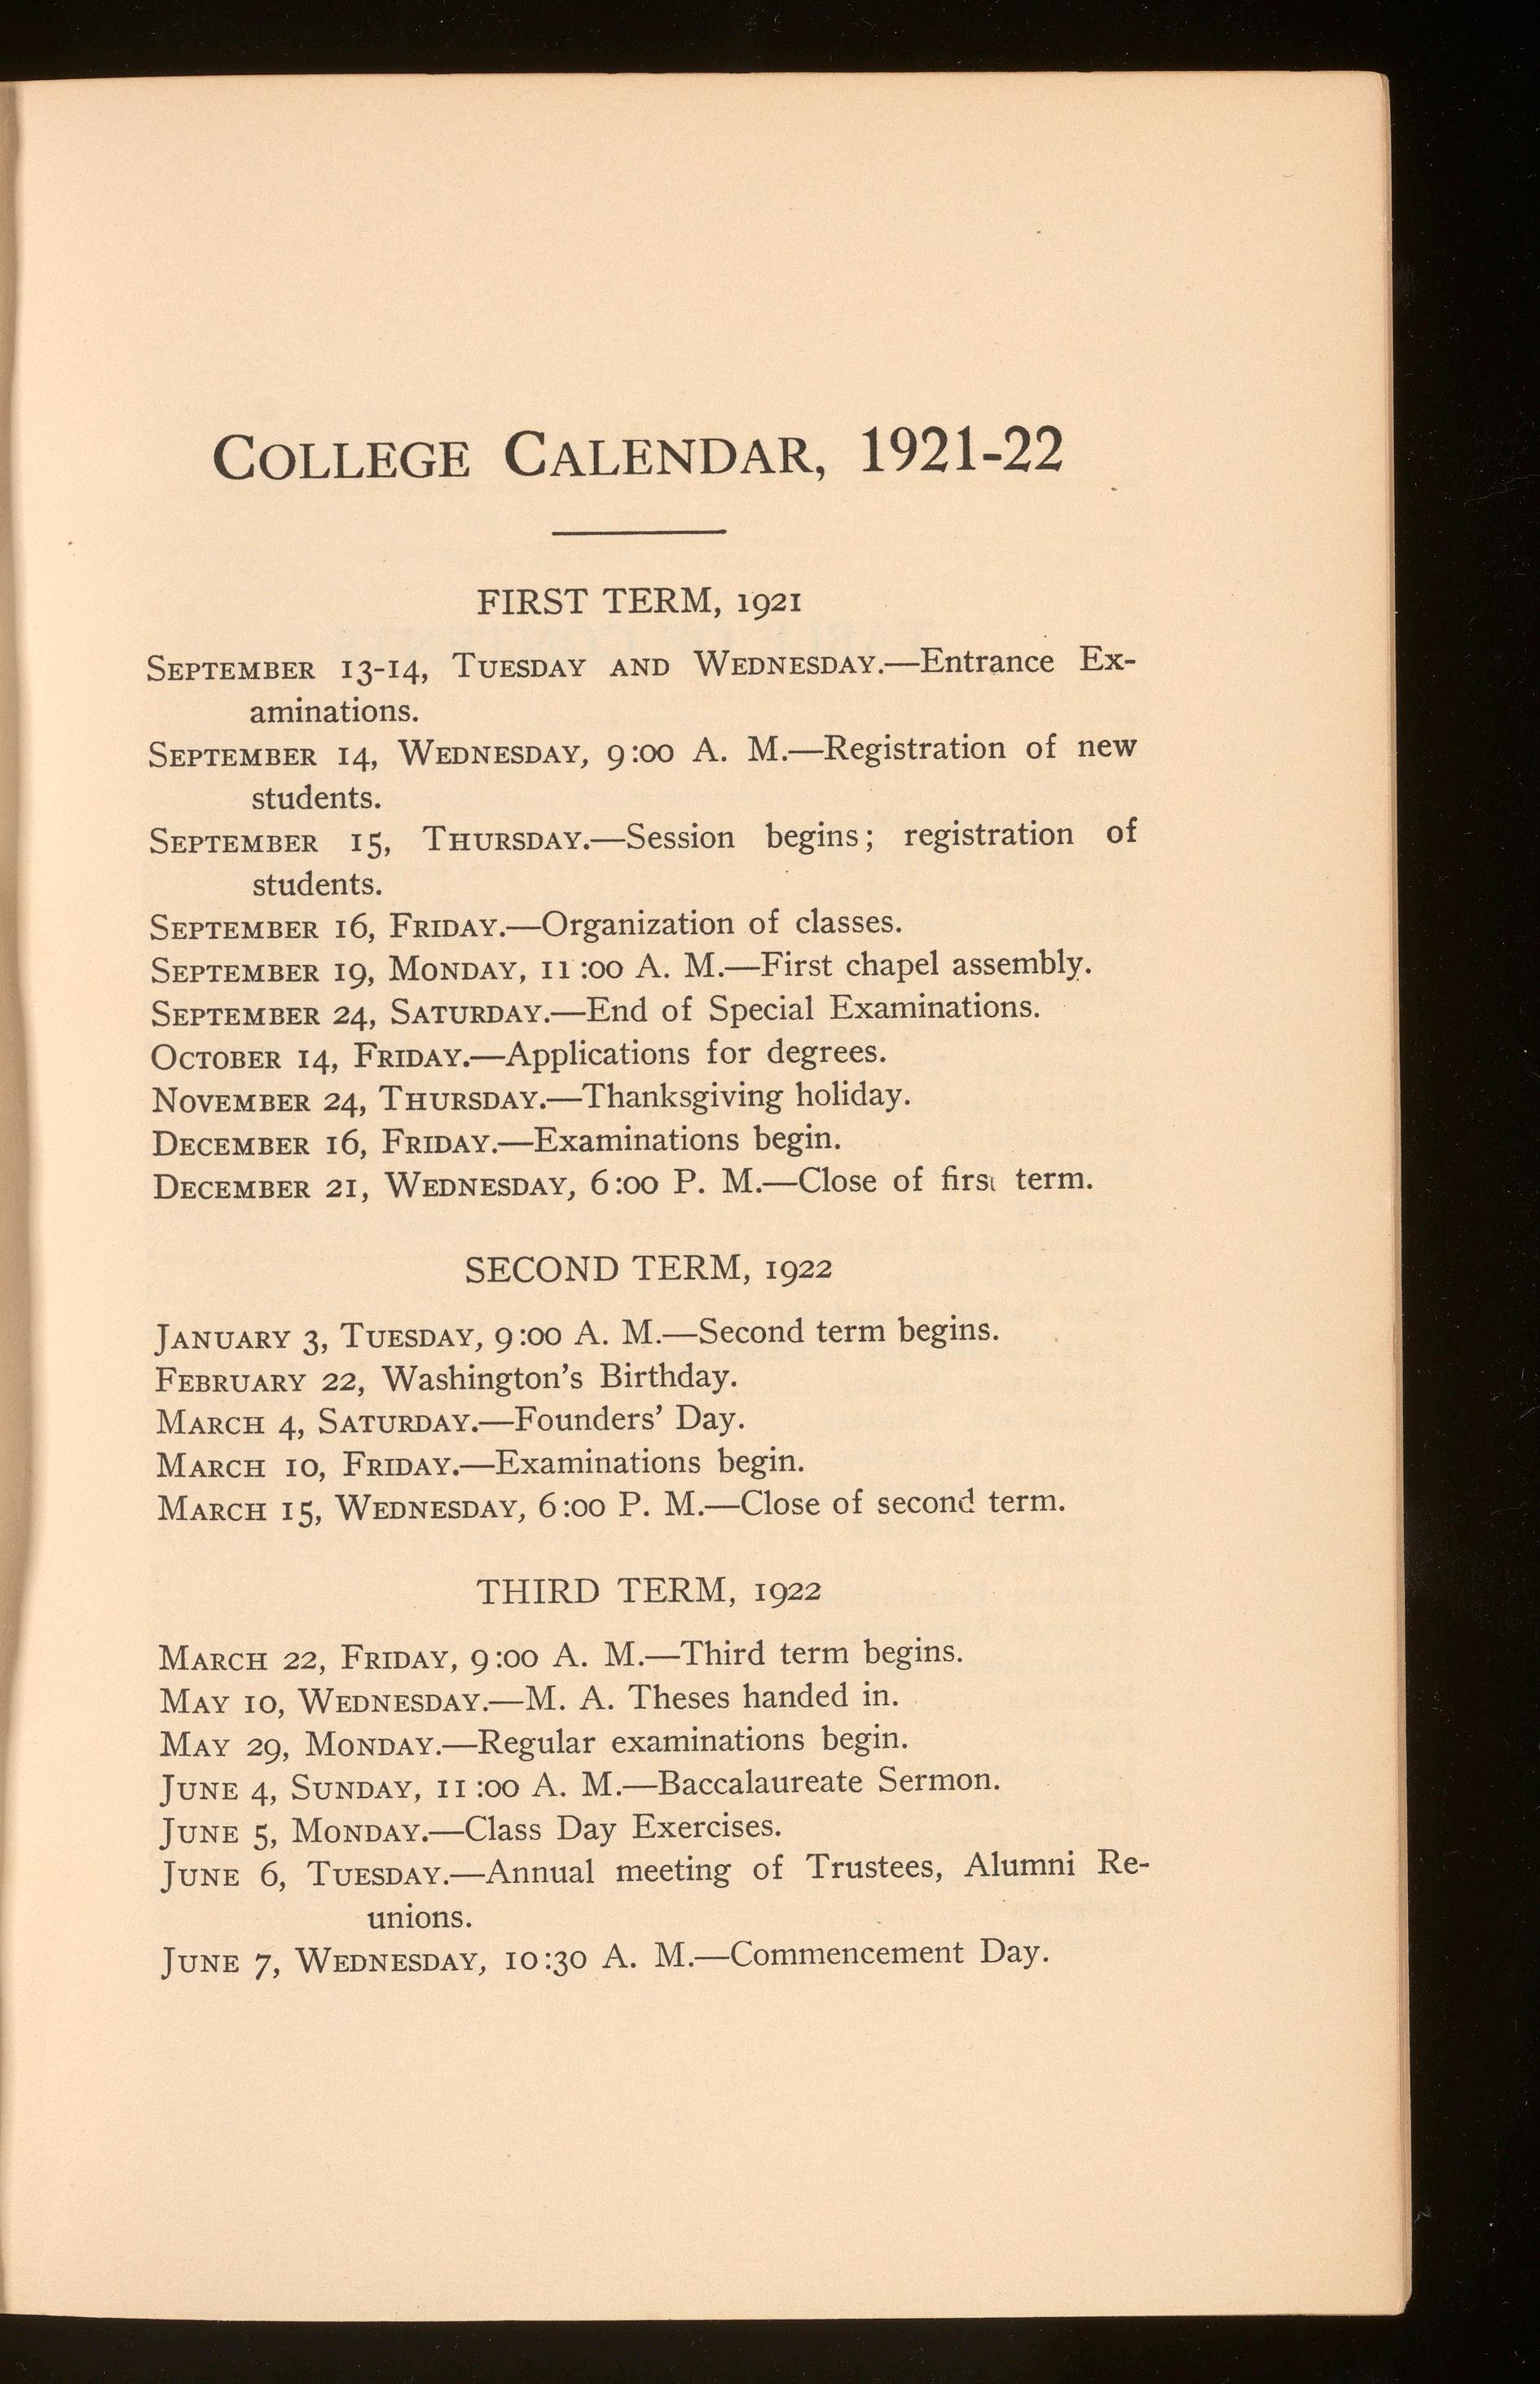 COLLEGE CALENDAR, 1921-22
FIRST TERM, 1921
SEPTEMBER 13-14, TUESDAY AND WEDNESDAY.—Entrance Ex-
aminations.
SEPTEMBER 14, WEDNESDAY, 9:00 A. M.—Registration of new
students.
SEPTEMBER 15, THURSDAY.—Session begins; registration of
students.
SEPTEMBER 16, FRIDAY.—Organization of classes.
SEPTEMBER 19, MONDAY, 11:00 A. M.—First chapel assembly.
SEPTEMBER 24, SATURDAY.—End of Special Examinations.
OCTOBER 14, FRIDAY.—Applications for degrees.
NOVEMBER 24, THURSDAY.—Thanksgiving holiday.
DECEMBER 16, FRIDAY.—Examinations begin.
DECEMBER 21, WEDNESDAY, 6:00 P. M.—Close of first term.
SECOND TERM, 1922
JANUARY 3, TUESDAY, 9:00 A. M.—Second term begins.
FEBRUARY 22, Washington's Birthday.
MARCH 4, SATURDAY.—Founders' Day.
MARCH 10, FRIDAY.—Examinations begin.
MARCH 15, WEDNESDAY, 6:00 P. M.—Close of second term.
THIRD TERM, 1922
MARCH 22, FRIDAY, 9:00 A. M.—Third term begins.
MAY 10, WEDNESDAY.—M. A. Theses handed in.
MAY 29, MONDAY.—Regular examinations begin.
JUNE 4, SUNDAY, 11:00 A. M.—Baccalaureate Sermon.
JUNE 5, MONDAY.—Class Day Exercises.
JUNE 6, TUESDAY.—Annual meeting of Trustees, Alumni Re-
unions.
JUNE 7, WEDNESDAY, 10:30 A. M.—Commencement Day.